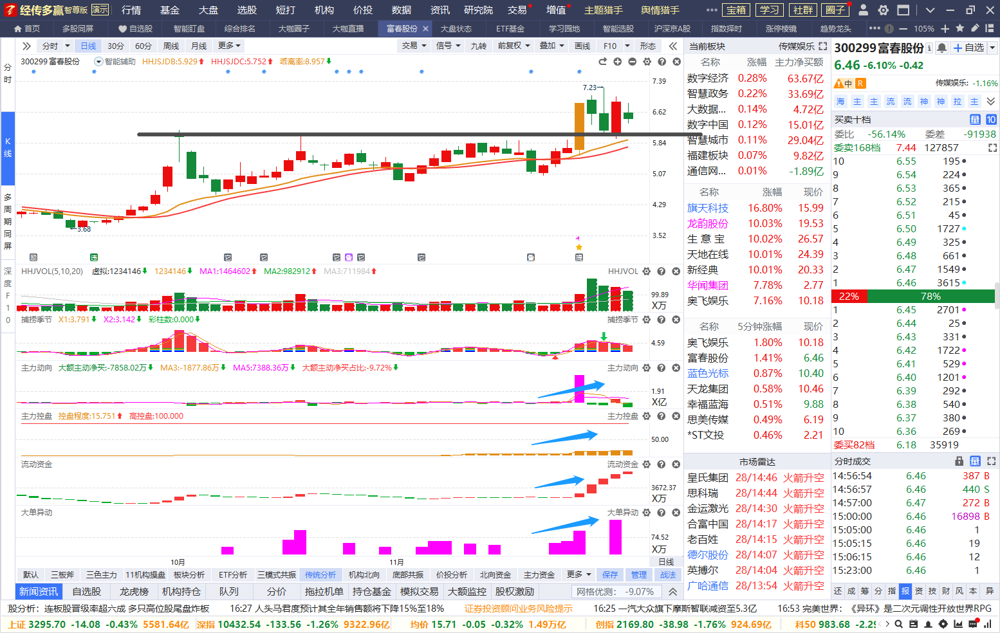 经传多赢 智尊版 演示 行情 基金 大盘 选股 短打 机构 价投 数据 资讯 研究院 交易 增值 主题猎手 舆情猎手 宝箱 学习 社群 圈子
首页 多股同屏 自选股 智能盯盘 综合排名 大咖圈子 大咖直播 富春股份 大盘状态 ETF基金 学习园地 智能选股 沪深京A股 指数择时 涨停棱镜 趋势龙头 105%
分时 日线 30分 60分 周线 月线 更多 交易 信号 九转 前复权 叠加 画线 F10 形态
分时
K线
多周期同屏
深度F10
300299 富春股份 智能辅助 HHJSJDB:5.929 HHJSJDC:5.752 乖离率:8.957
7.39
7.23
6.62
5.84
5.07
4.29
3.68
3.52
HHJVOL(5,10,20) 虚拟:1234146 1234146 MA1:1464602 MA2:982912 MA3:711984 HHJVOL
99.89
X万
捕捞季节 X1:3.791 X2:3.142 彩柱数:0.000 捕捞季节
4.59
主力动向 大额主动净买:-7858.02万 MA3:-1877.86万 MA5:7388.36万 大额主动净买占比:-9.72% 主力动向
1.91
X亿
主力控盘 控盘程度:15.751 高控盘:100.000 主力控盘
50.00
流动资金 流动资金
3672.37
X万
大单异动 大单异动
74.52
X万
10月 11月 日线
默认 三板斧 三色主力 11机构操盘 板块分析 ETF分析 三模式共振 传统分析 机构北向 底部共振 价投分析 北向资金 主力资金 更多 保存 管理 战法
新闻资讯 自选股 龙虎榜 机构持仓 队列 分价 拖拉机单 持仓基金 模拟交易 大额监控 股权激励 网格优测: -9.07%
当前板块 传媒娱乐
名称 涨幅 主力净买额
数字经济 0.28% 63.67亿
智慧政务 0.22% 33.69亿
大数据... 0.14% 4.72亿
数字中国 0.12% 15.01亿
智慧城市 0.11% 29.04亿
福建板块 0.07% 9.82亿
通信网... 0.01% -1.89亿
名称 涨幅 现价
旗天科技 16.80% 15.99
龙韵股份 10.03% 19.53
生 意 宝 10.02% 26.57
天地在线 10.01% 24.39
新经典 10.01% 20.33
华闻集团 7.78% 2.77
奥飞娱乐 7.16% 10.18
名称 5分钟涨幅 现价
奥飞娱乐 1.80% 10.18
富春股份 1.41% 6.46
蓝色光标 0.87% 10.40
天龙集团 0.58% 10.46
幸福蓝海 0.51% 9.88
思美传媒 0.49% 6.19
*ST文投 0.46% 2.21
市场雷达
皇氏集团 28/14:46 火箭升空
思科瑞 28/14:44 火箭升空
金运激光 28/14:30 火箭升空
合富中国 28/14:17 火箭升空
老百姓 28/14:15 火箭升空
德尔股份 28/14:07 火箭升空
英搏尔 28/14:04 火箭升空
广哈通信 28/13:54 火箭升空
300299 富春股份 自选
6.46 -6.10% -0.42
中 R 传媒娱乐: -1.16%
海 主 主 流 流 神 神 拉 主
买卖十档 量 10
委比 -56.14% 委差 -91938
委卖168档 7.44 127857
10 6.55 195
9 6.54 224
8 6.53 365
7 6.52 215
6 6.51 45
5 6.50 1727
4 6.49 325
3 6.48 661
2 6.47 1549
1 6.46 3615
22% 78%
1 6.45 2701
2 6.44 25
3 6.43 331
4 6.42 1722
5 6.41 529
6 6.40 1201
7 6.39 292
8 6.38 540
9 6.37 380
10 6.36 269
委买82档 6.18 35919
分时成交 量
14:56:54 6.46 387 B
14:56:57 6.46 440 S
14:57:00 6.47 272 B
15:00:00 6.46 16898 B
15:05:00 6.46 1
15:05:15 6.46 19
15:06:15 6.46 12
15:23:00 6.46 1
还 成 筹 分 指 报 资 技 财 风 本 异
股分析: 连板股晋级率超六成 多只高位股尾盘炸板 16:27 人头马君度预计其全年销售额将下降15%至18% 证券投资顾问业务风险提示 16:25 一汽大众旗下摩斯智联减资至5.3亿 16:53 完美世界: 《异环》是二次元调性开放世界RPG
上证 3295.70 -14.08 -0.43% 5581.64亿 深指 10432.54 -133.56 -1.26% 9322.96亿 均价 15.71 -0.05 -0.32% 1.49万亿 创指 2169.80 -38.98 -1.76% 924.69亿 科50 983.68 -2.29